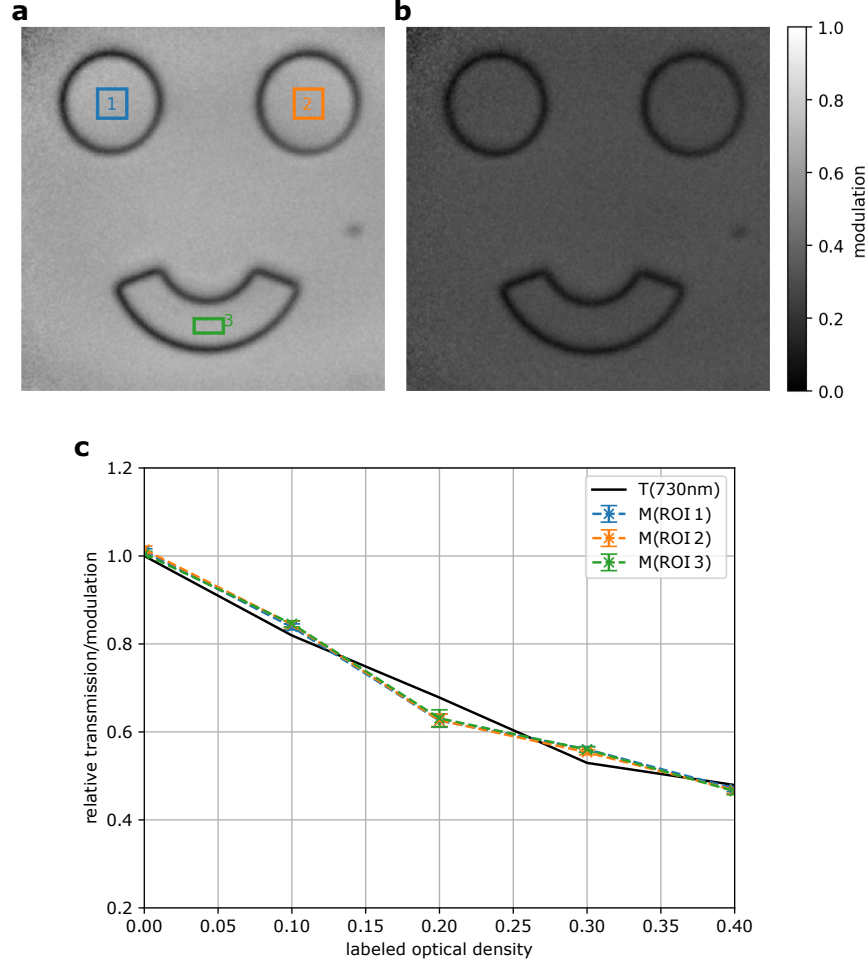 a
b
1
2
3
1.0
0.8
0.6
0.4
0.2
0.0
modulation
c
1.2
1.0
0.8
0.6
0.4
0.2
relative transmission/modulation
T(730nm)
M(ROI 1)
M(ROI 2)
M(ROI 3)
0.00 0.05 0.10 0.15 0.20 0.25 0.30 0.35 0.40
labeled optical density